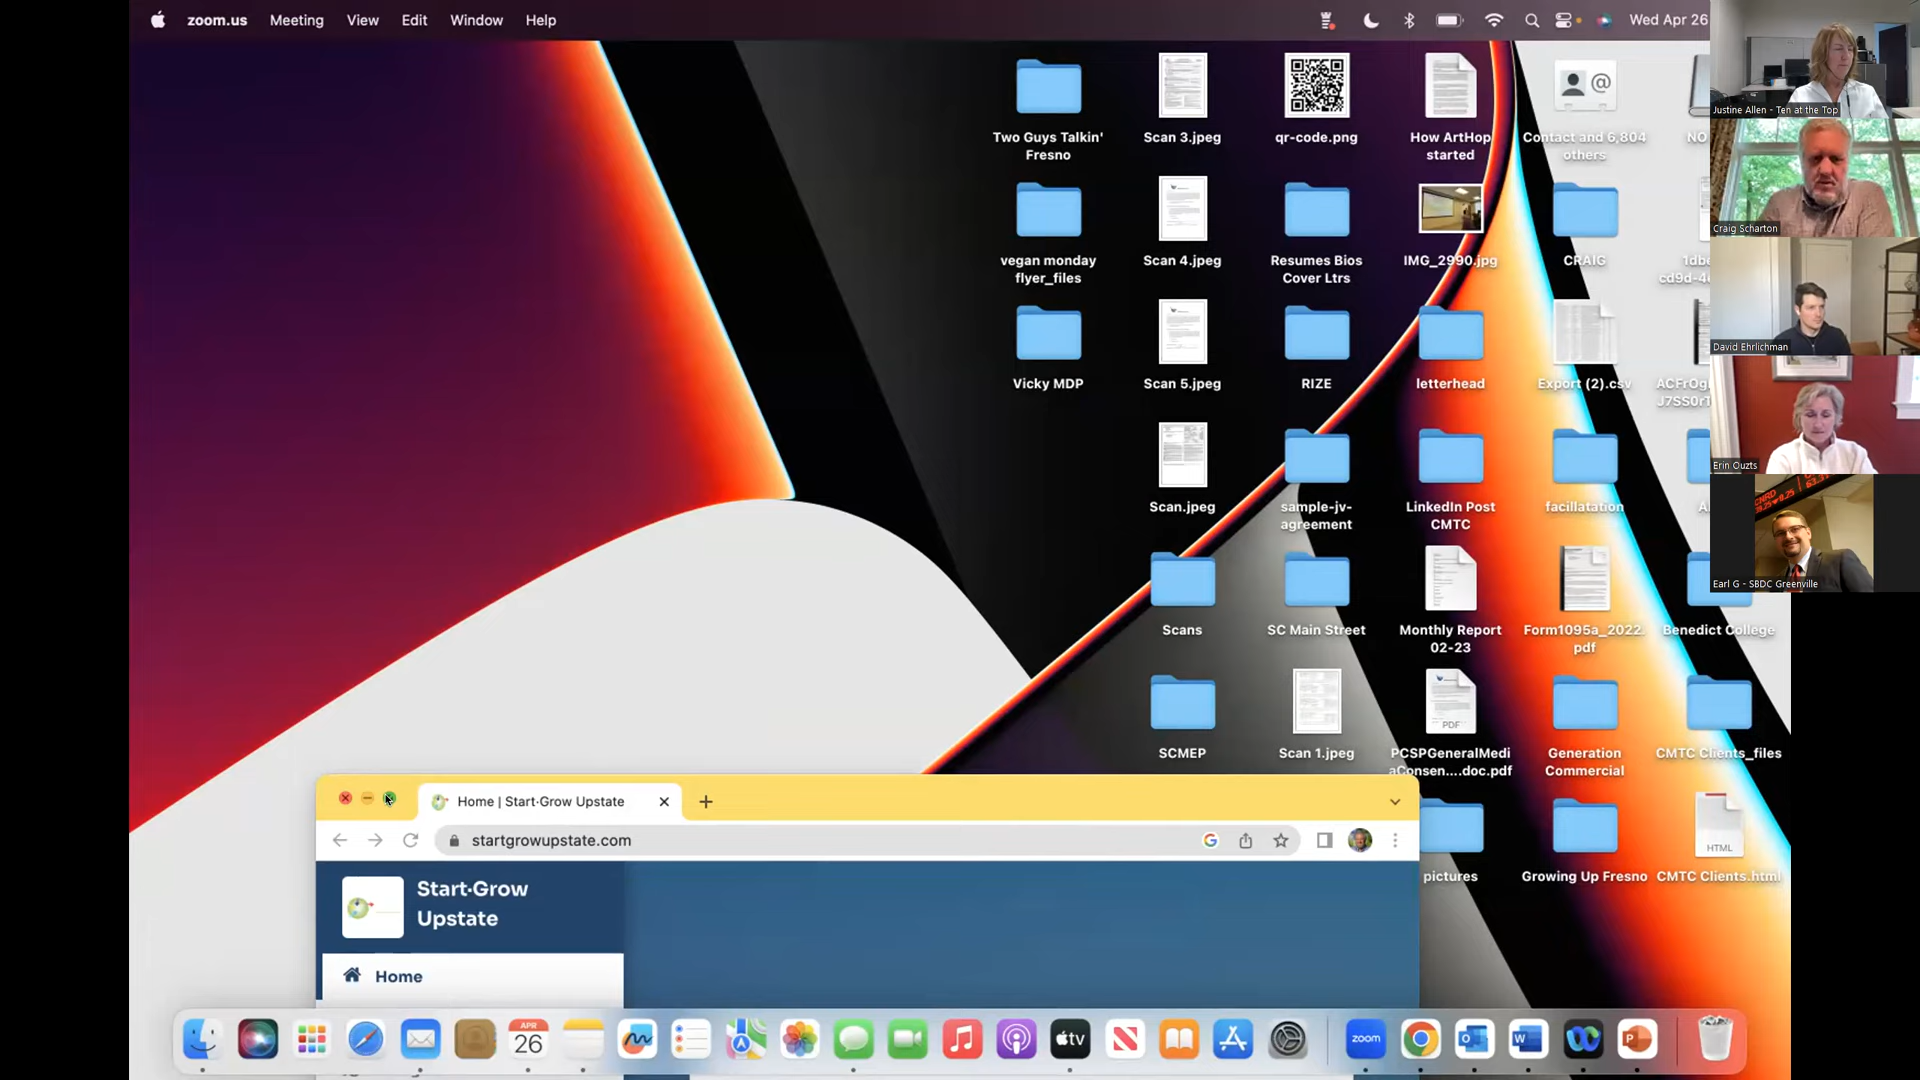 zoom.us Meeting View Edit Window Help Wed Apr 26
Two Guys Talkin'
Fresno
Scan 3.jpeg
qr-code.png
How ArtHop
started
Contact and 6,804
others
NO
vegan monday
flyer_files
Scan 4.jpeg
Resumes Bios
Cover Ltrs
IMG_2990.jpg
CRAIG
Vicky MDP
Scan 5.jpeg
RIZE
letterhead
Export (2).csv
Scan.jpeg
sample-jv-
agreement
LinkedIn Post
CMTC
facillatation
Scans
SC Main Street
Monthly Report
02-23
Form1095a_2022.
pdf
Benedict College
SCMEP
Scan 1.jpeg
PDF
PCSPGeneralMedi
aConsen....doc.pdf
Generation
Commercial
CMTC Clients_files
pictures
Growing Up Fresno
HTML
CMTC Clients.html
Justine Allen - Ten at the Top
Craig Scharton
David Ehrlichman
Erin Ouzts
Earl G - SBDC Greenville
Home | Start·Grow Upstate
startgrowupstate.com
Start·Grow
Upstate
Home
APR
26
tv
zoom